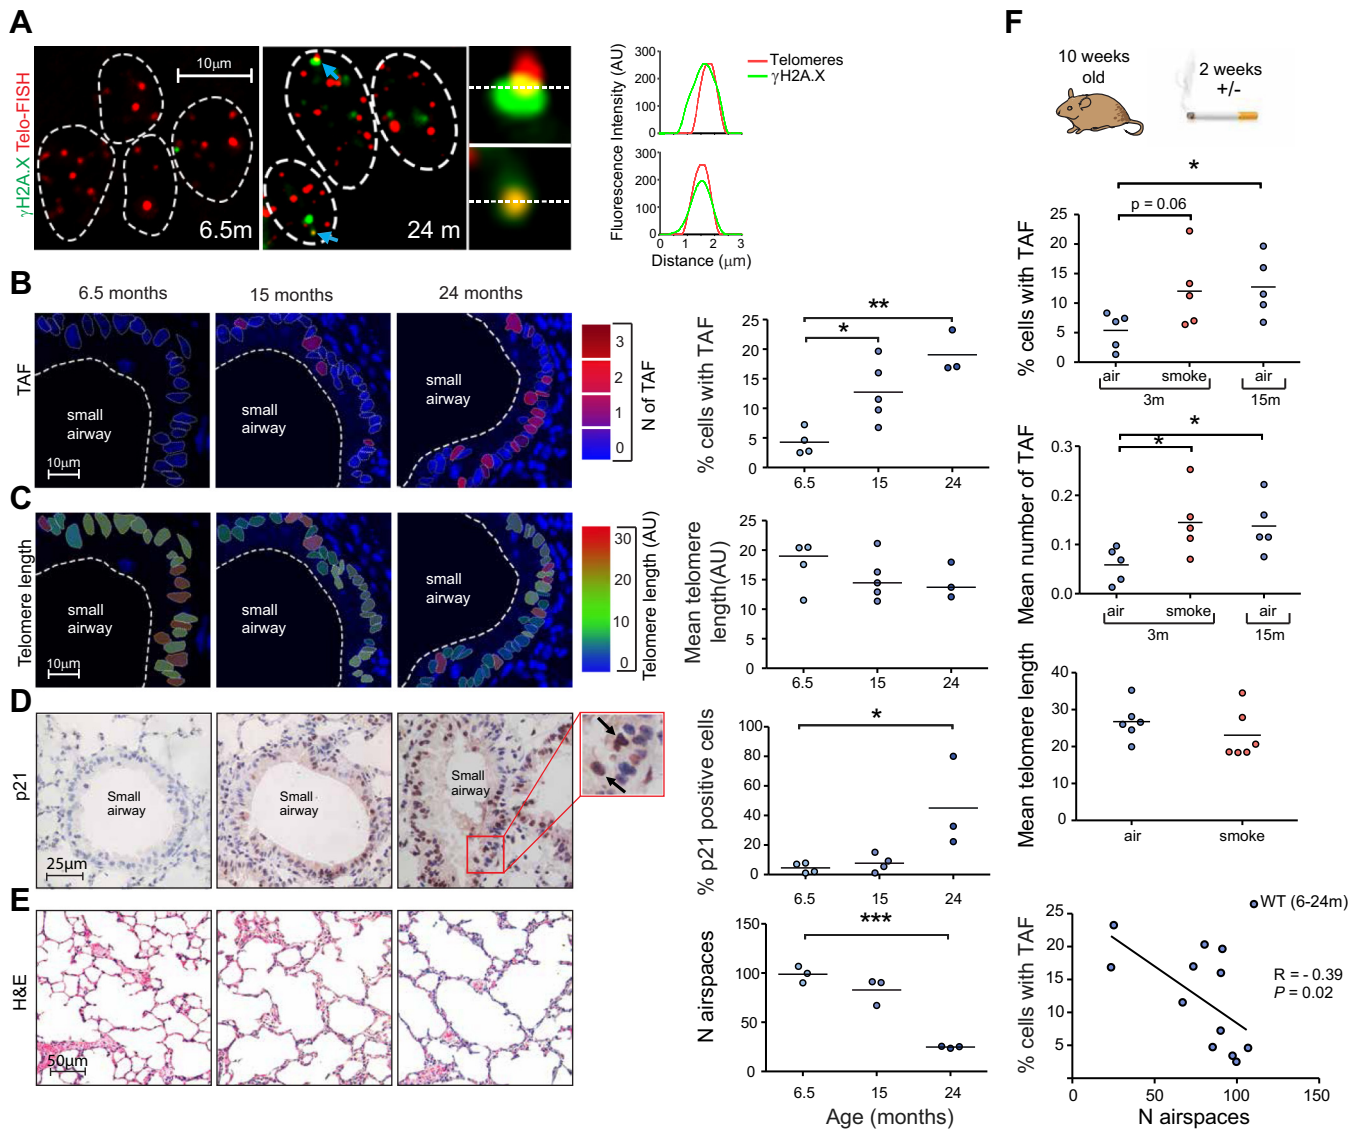 A
γH2A.X Telo-FISH
10μm
6.5m
24 m
Fluorescence Intensity (AU)
300
200
100
0
300
200
100
0
0 1 2 3
Distance (μm)
Telomeres
γH2A.X
B
6.5 months
15 months
24 months
TAF
small
airway
10μm
small
airway
small
airway
3
2
1
0
N of TAF
% cells with TAF
25
20
15
10
5
0
*
**
6.5 15 24
C
Telomere length
small
airway
10μm
small
airway
small
airway
30
20
10
0
Telomere length (AU)
Mean telomere
length(AU)
25
20
15
10
5
0
6.5 15 24
D
p21
Small
airway
25μm
Small
airway
Small
airway
% p21 positive cells
100
80
60
40
20
0
*
6.5 15 24
E
H&E
50μm
N airspaces
150
100
50
0
***
6.5 15 24
Age (months)
F
10 weeks
old
2 weeks
+/-
% cells with TAF
25
20
15
10
5
0
*
p = 0.06
air smoke air
3m 15m
Mean number of TAF
0.3
0.2
0.1
0.0
*
*
air smoke air
3m 15m
Mean telomere length
40
30
20
10
0
air smoke
% cells with TAF
25
20
15
10
5
WT (6-24m)
R = - 0.39
P = 0.02
0 50 100 150
N airspaces